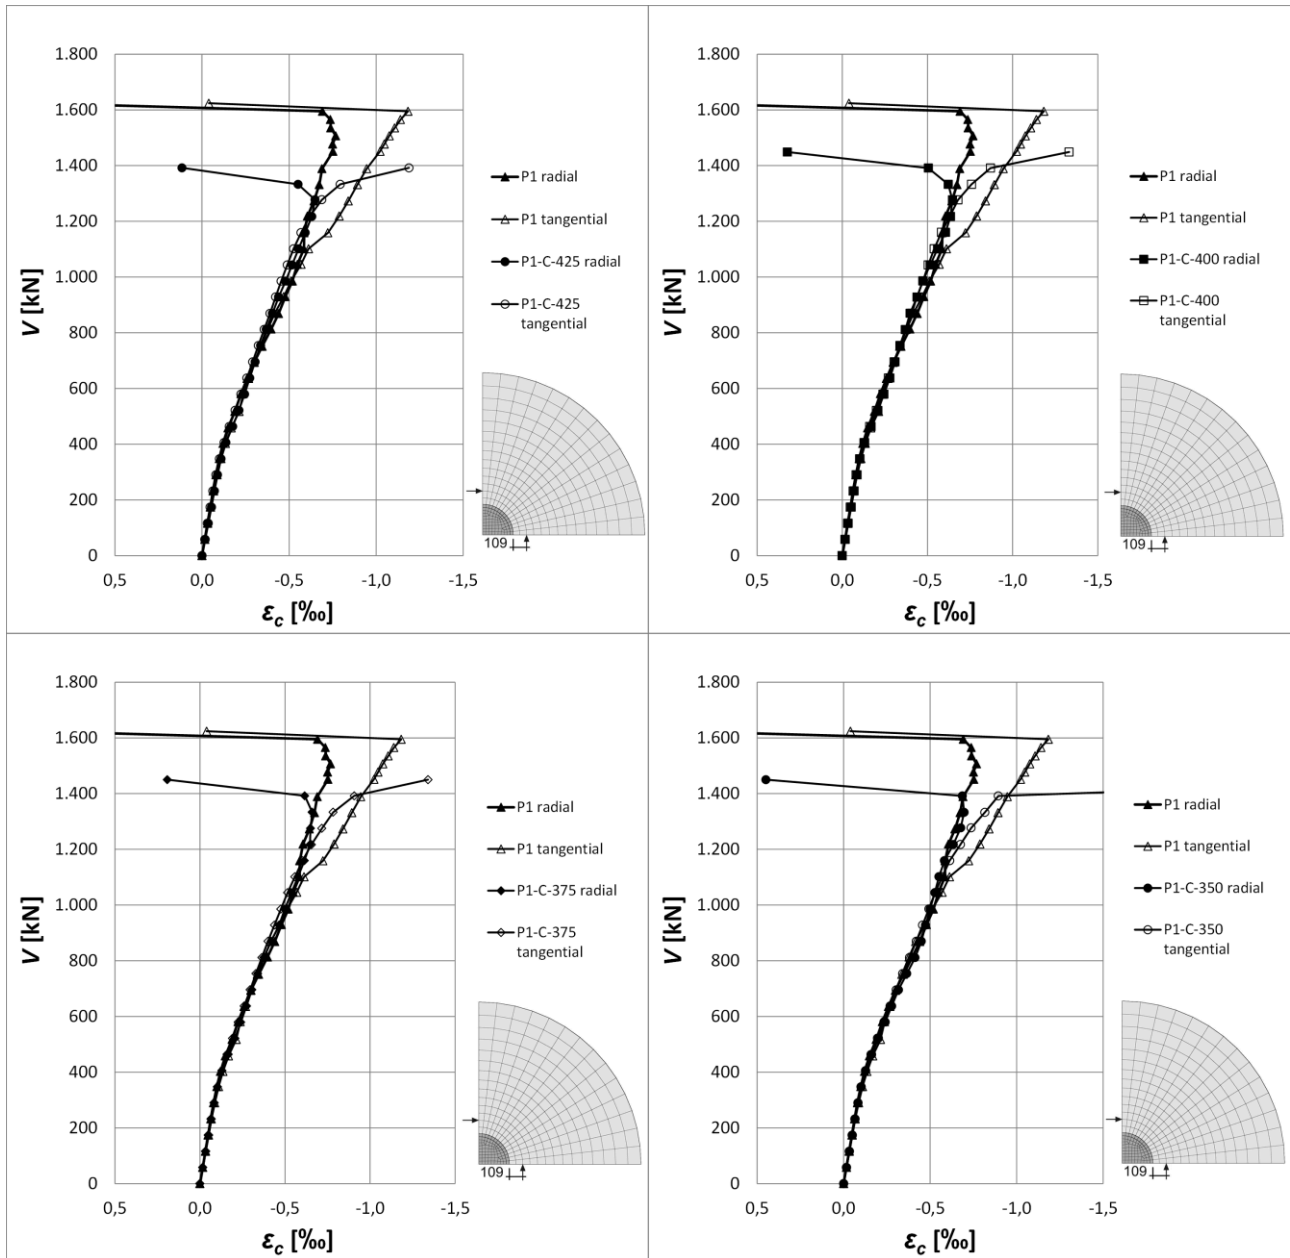 1.800
1.600
1.400
1.200
1.000
800
600
400
200
0
V [kN]
0,5 0,0 -0,5 -1,0 -1,5
εc [‰]
P1 radial
P1 tangential
P1-C-425 radial
P1-C-425
tangential
109
1.800
1.600
1.400
1.200
1.000
800
600
400
200
0
V [kN]
0,5 0,0 -0,5 -1,0 -1,5
εc [‰]
P1 radial
P1 tangential
P1-C-400 radial
P1-C-400
tangential
109
1.800
1.600
1.400
1.200
1.000
800
600
400
200
0
V [kN]
0,5 0,0 -0,5 -1,0 -1,5
εc [‰]
P1 radial
P1 tangential
P1-C-375 radial
P1-C-375
tangential
109
1.800
1.600
1.400
1.200
1.000
800
600
400
200
0
V [kN]
0,5 0,0 -0,5 -1,0 -1,5
εc [‰]
P1 radial
P1 tangential
P1-C-350 radial
P1-C-350
tangential
109